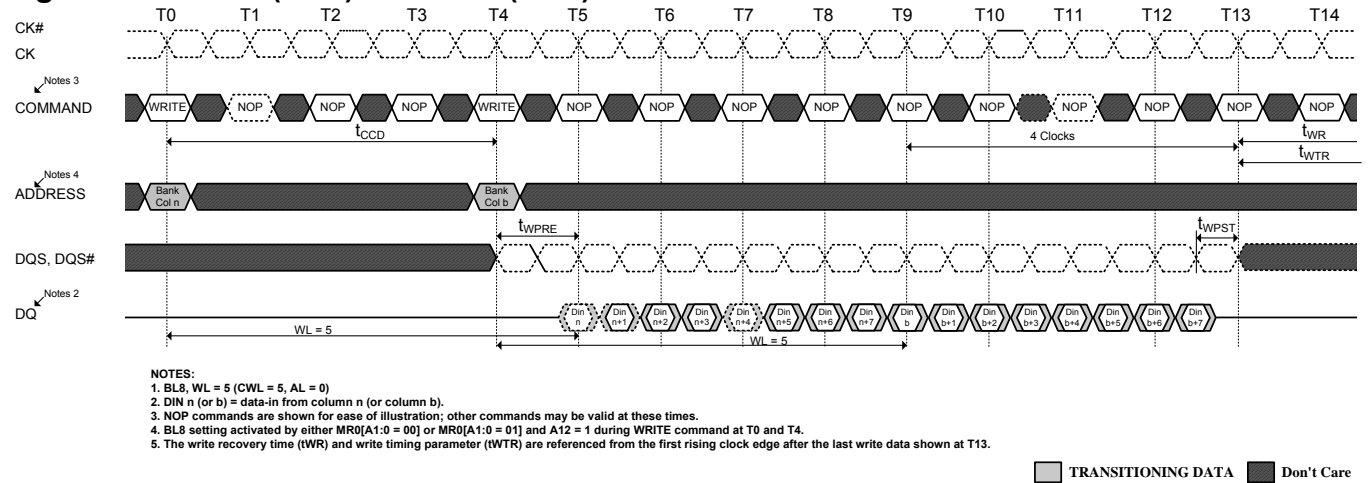 T0 T1 T2 T3 T4 T5 T6 T7 T8 T9 T10 T11 T12 T13 T14
CK#
CK
Notes 3
COMMAND
WRITE NOP NOP NOP WRITE NOP NOP NOP NOP NOP NOP NOP NOP NOP NOP
tCCD
4 Clocks
tWR
tWTR
Notes 4
ADDRESS
Bank Col n
Bank Col b
tWPRE
tWPST
DQS, DQS#
Notes 2
DQ
Din n Din n+1 Din n+2 Din n+3 Din n+4 Din n+5 Din n+6 Din n+7 Din b Din b+1 Din b+2 Din b+3 Din b+4 Din b+5 Din b+6 Din b+7
WL = 5
WL = 5
NOTES:
1. BL8, WL = 5 (CWL = 5, AL = 0)
2. DIN n (or b) = data-in from column n (or column b).
3. NOP commands are shown for ease of illustration; other commands may be valid at these times.
4. BL8 setting activated by either MR0[A1:0 = 00] or MR0[A1:0 = 01] and A12 = 1 during WRITE command at T0 and T4.
5. The write recovery time (tWR) and write timing parameter (tWTR) are referenced from the first rising clock edge after the last write data shown at T13.
TRANSITIONING DATA Don't Care